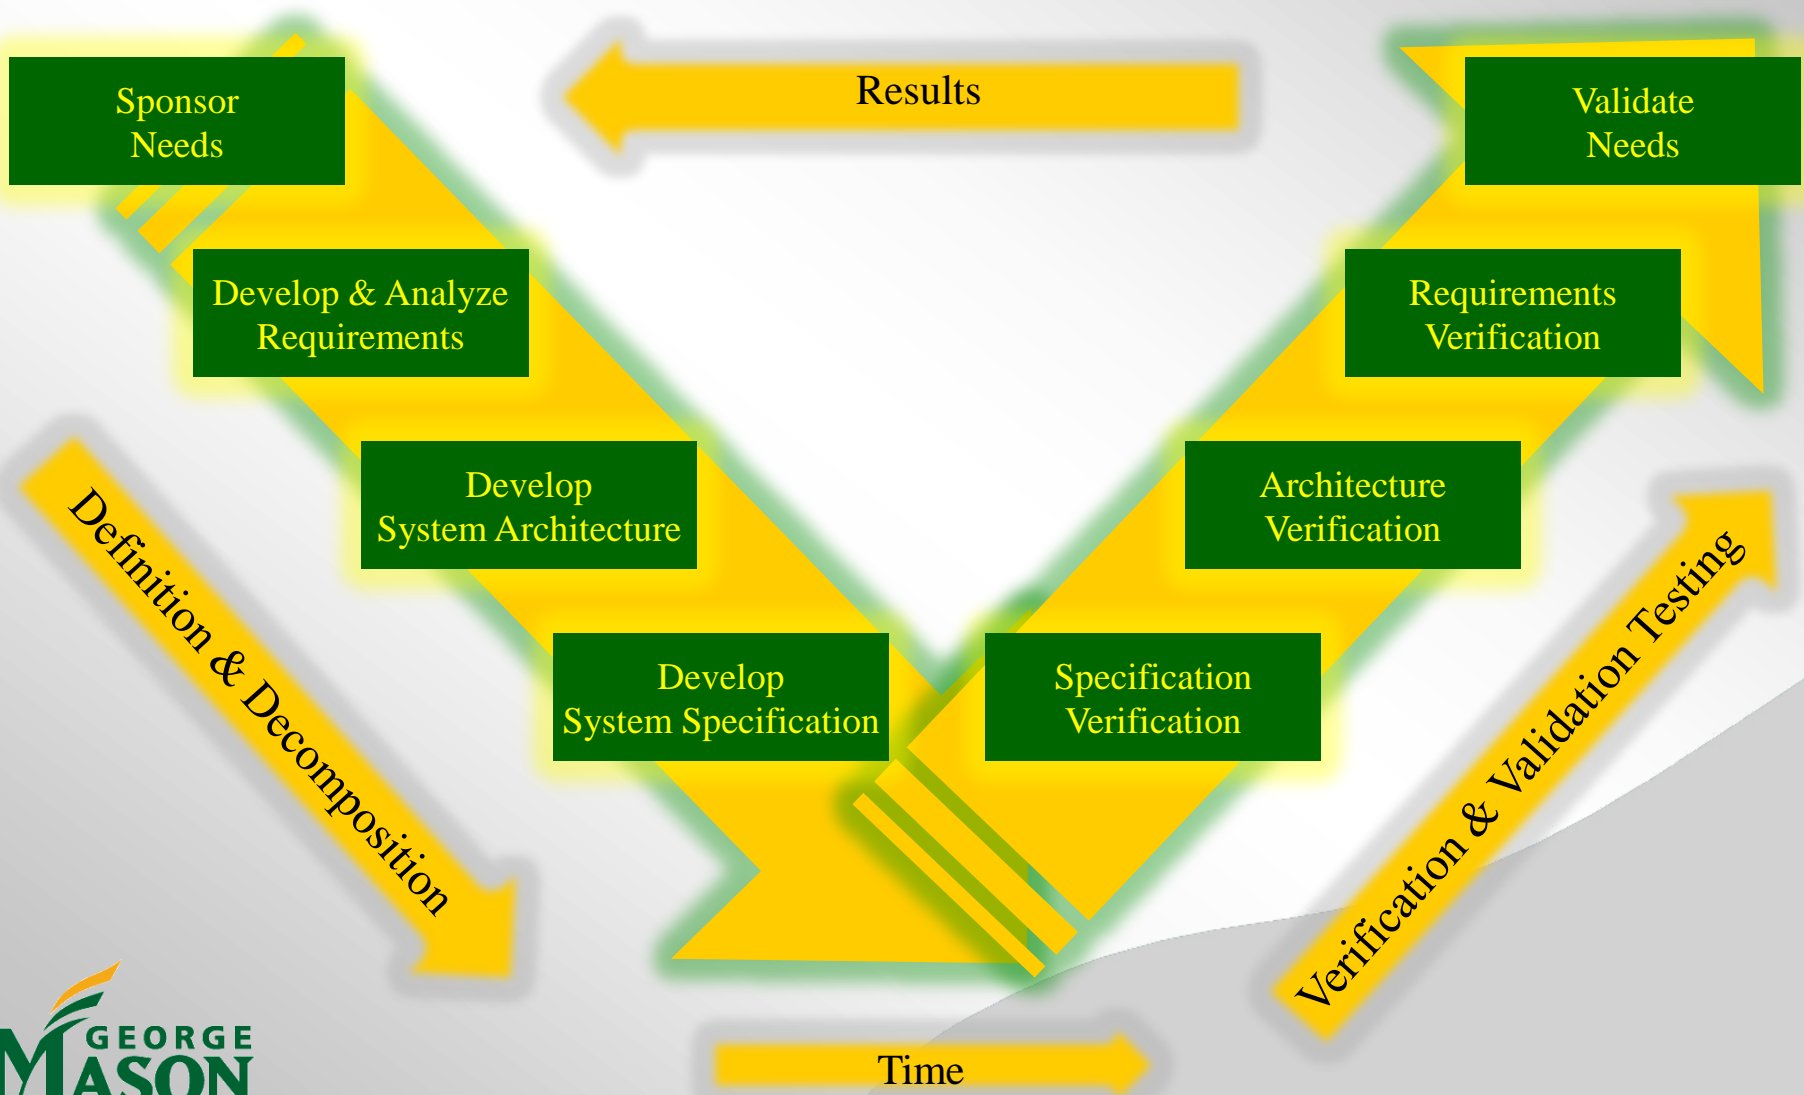 Sponsor
Needs
Results
Validate
Needs
Develop & Analyze
Requirements
Requirements
Verification
Develop
System Architecture
Architecture
Verification
Develop
System Specification
Specification
Verification
Definition & Decomposition
Verification & Validation Testing
Time
GEORGE
MASON